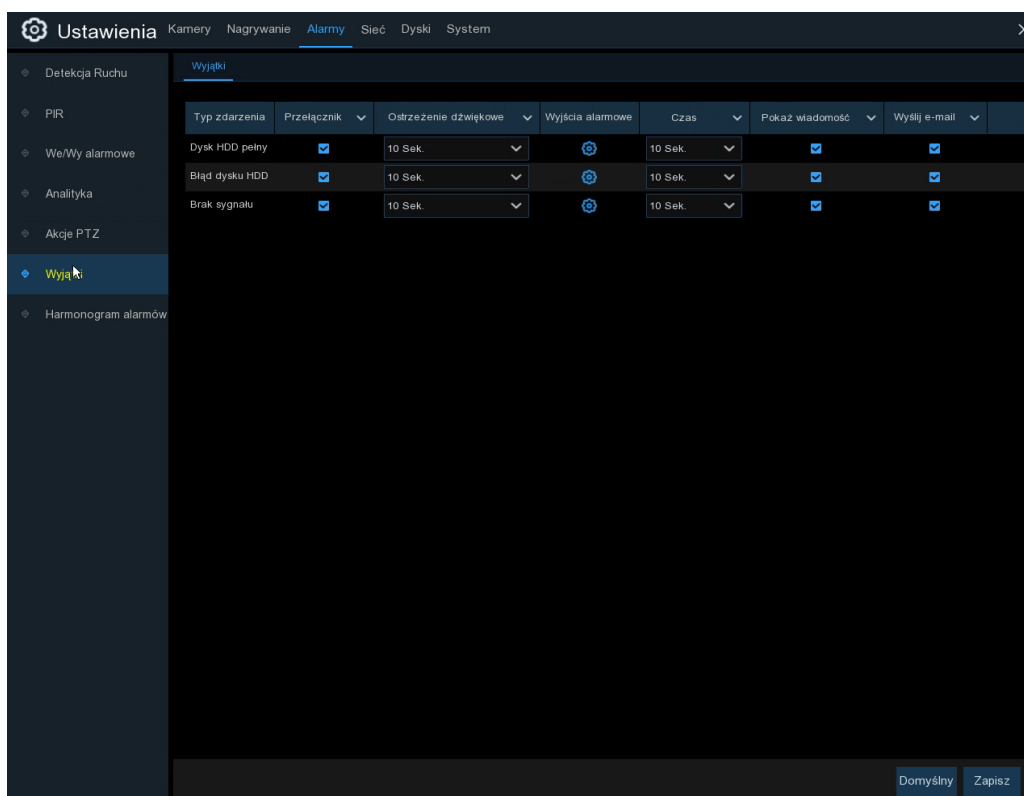 Ustawienia Kamery Nagrywanie Alarmy Sieć Dyski System
Detekcja Ruchu
PIR
We/Wy alarmowe
Analityka
Akcje PTZ
Wyjątki
Harmonogram alarmów
Wyjątki
Typ zdarzenia Przełącznik Ostrzeżenie dźwiękowe Wyjścia alarmowe Czas Pokaż wiadomość Wyślij e-mail
Dysk HDD pełny 10 Sek. 10 Sek.
Błąd dysku HDD 10 Sek. 10 Sek.
Brak sygnału 10 Sek. 10 Sek.
Domyślny Zapisz